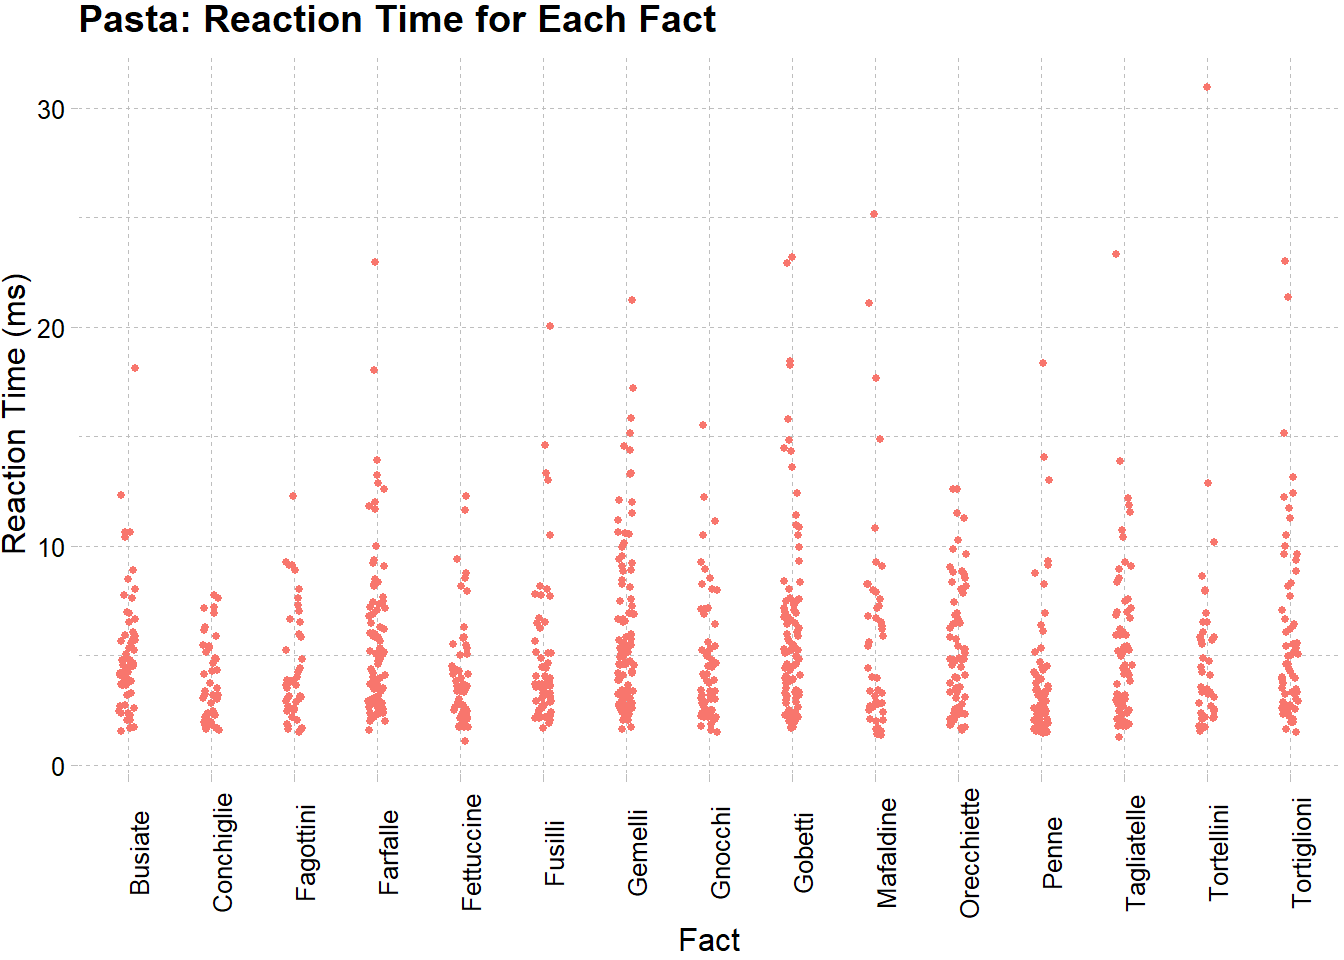 Pasta: Reaction Time for Each Fact
Reaction Time (ms)
30
20
10
0
Busiate
Conchiglie
Fagottini
Farfalle
Fettuccine
Fusilli
Gemelli
Gnocchi
Gobetti
Mafaldine
Orecchiette
Penne
Tagliatelle
Tortellini
Tortiglioni
Fact